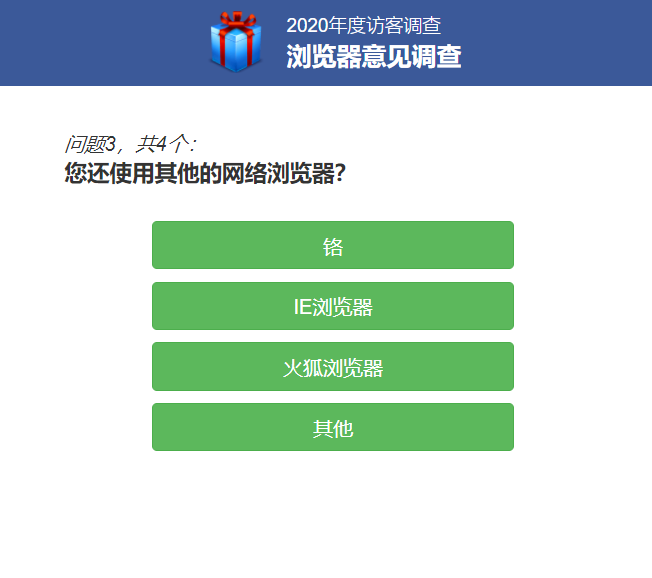 2020年度访客调查
浏览器意见调查
问题3，共4个：
您还使用其他的网络浏览器?
铬
IE浏览器
火狐浏览器
其他